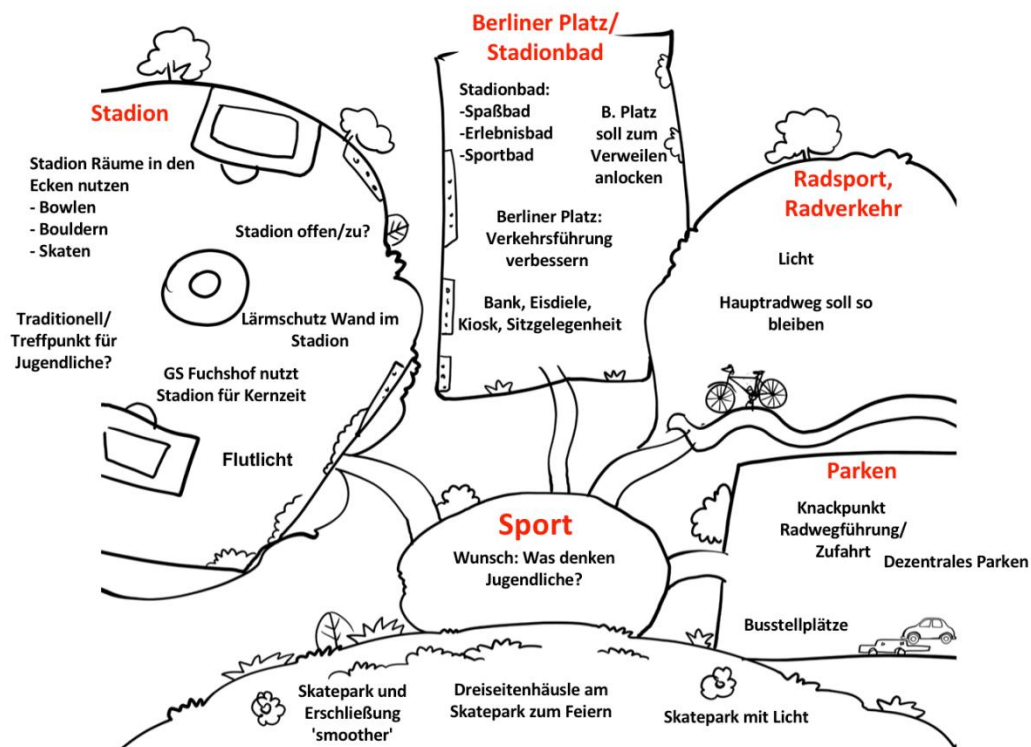 Stadion
Stadion Räume in den
Ecken nutzen
- Bowlen
- Bouldern
- Skaten
Stadion offen/zu?
Traditionell/
Treffpunkt für
Jugendliche?
Lärmschutz Wand im
Stadion
GS Fuchshof nutzt
Stadion für Kernzeit
Flutlicht
Berliner Platz/
Stadionbad
Stadionbad:
-Spaßbad
-Erlebnisbad
-Sportbad
B. Platz
soll zum
Verweilen
anlocken
Berliner Platz:
Verkehrsführung
verbessern
Bank, Eisdiele,
Kiosk, Sitzgelegenheit
Radsport,
Radverkehr
Licht
Hauptradweg soll so
bleiben
Parken
Knackpunkt
Radwegführung/
Zufahrt
Dezentrales Parken
Busstellplätze
Sport
Wunsch: Was denken
Jugendliche?
Skatepark und
Erschließung
'smoother'
Dreiseitenhäusle am
Skatepark zum Feiern
Skatepark mit Licht